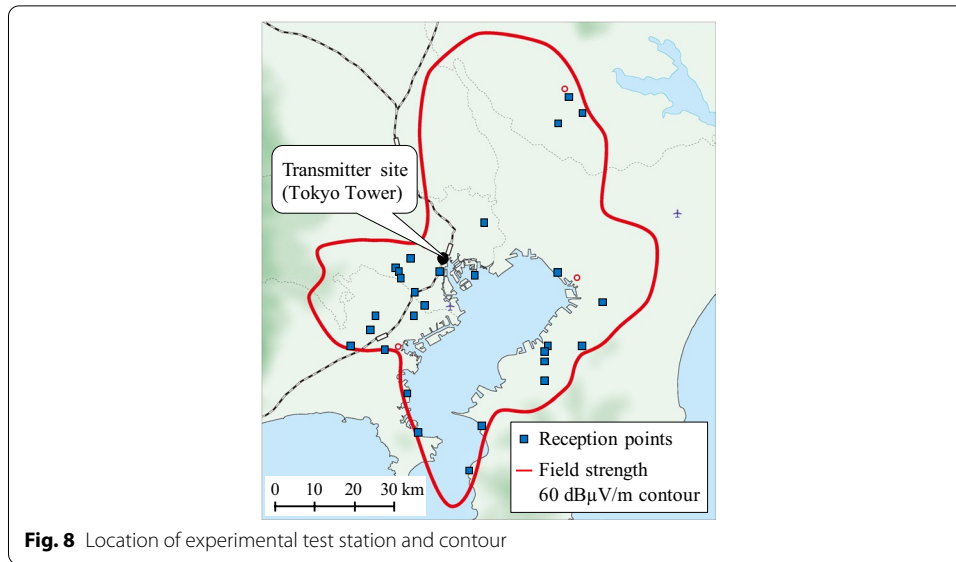 Transmitter site
(Tokyo Tower)
Reception points
Field strength
60 dBµV/m contour
0 10 20 30 km
Fig. 8 Location of experimental test station and contour